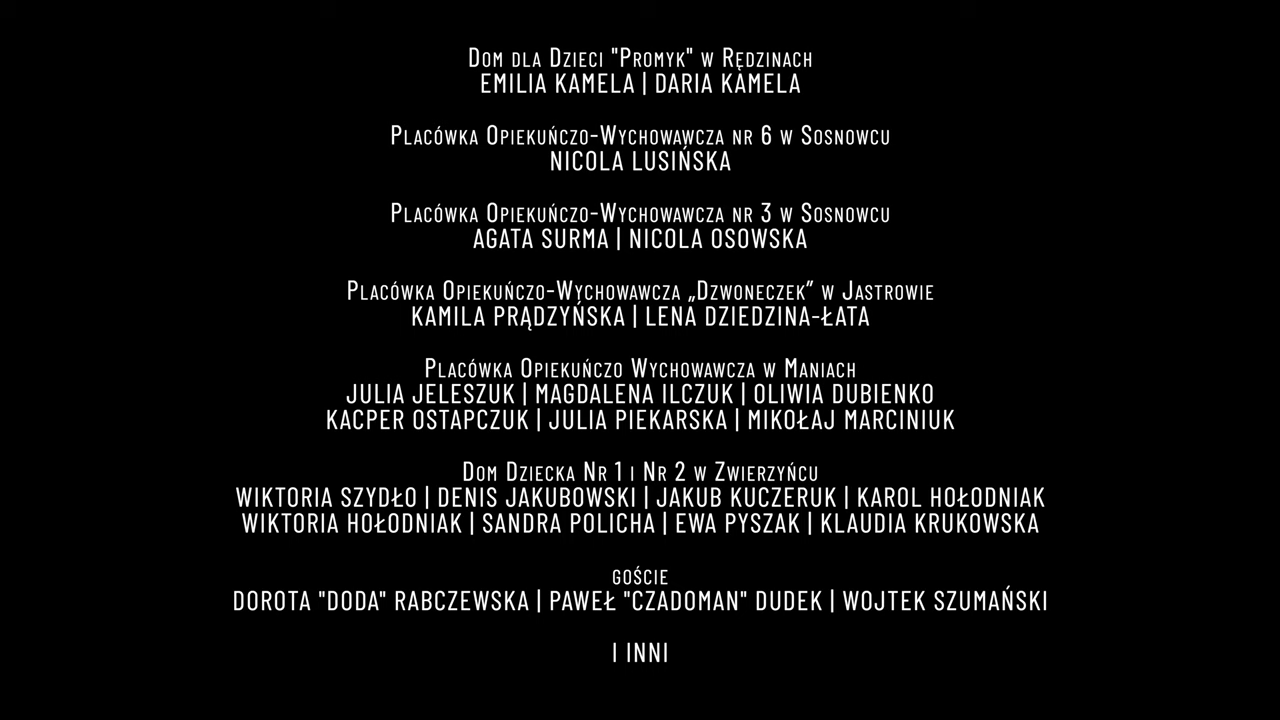 Dom dla Dzieci "Promyk" w Rędzinach
EMILIA KAMELA | DARIA KAMELA
Placówka Opiekuńczo-Wychowawcza nr 6 w Sosnowcu
NICOLA LUSIŃSKA
Placówka Opiekuńczo-Wychowawcza nr 3 w Sosnowcu
AGATA SURMA | NICOLA OSOWSKA
Placówka Opiekuńczo-Wychowawcza „Dzwoneczek” w Jastrowie
KAMILA PRĄDZYŃSKA | LENA DZIEDZINA-ŁATA
Placówka Opiekuńczo Wychowawcza w Maniach
JULIA JELESZUK | MAGDALENA ILCZUK | OLIWIA DUBIENKO
KACPER OSTAPCZUK | JULIA PIEKARSKA | MIKOŁAJ MARCINIUK
Dom Dziecka Nr 1 i Nr 2 w Zwierzyńcu
WIKTORIA SZYDŁO | DENIS JAKUBOWSKI | JAKUB KUCZERUK | KAROL HOŁODNIAK
WIKTORIA HOŁODNIAK | SANDRA POLICHA | EWA PYSZAK | KLAUDIA KRUKOWSKA
goście
DOROTA "DODA" RABCZEWSKA | PAWEŁ "CZADOMAN" DUDEK | WOJTEK SZUMAŃSKI
I INNI